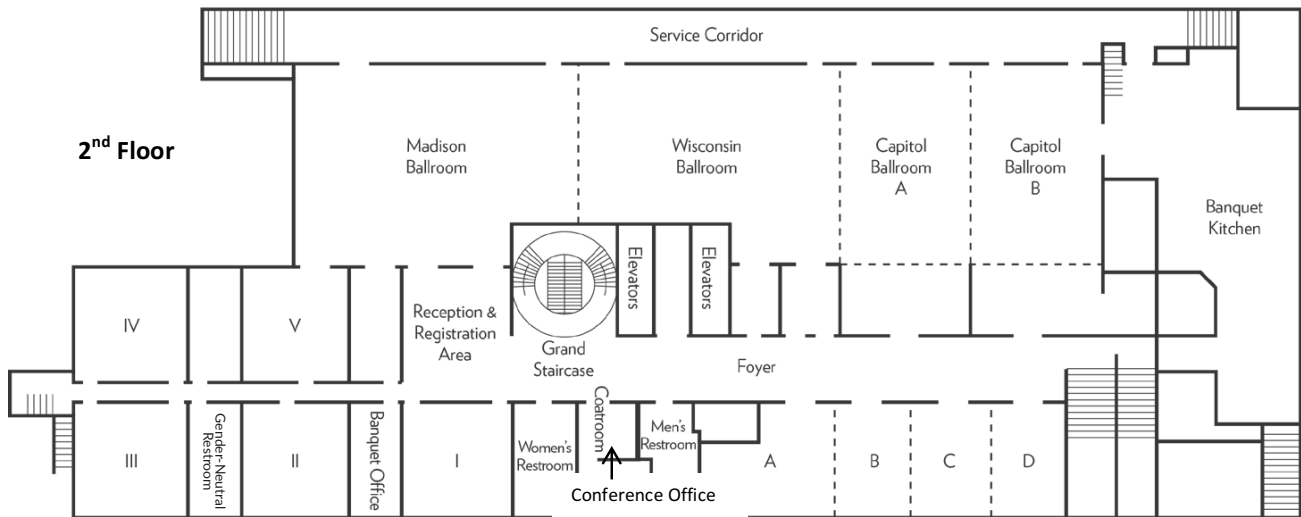 Service Corridor
2nd Floor
Madison
Ballroom
Wisconsin
Ballroom
Capitol
Ballroom
A
Capitol
Ballroom
B
Banquet
Kitchen
Elevators
Elevators
IV
V
Reception &
Registration
Area
Grand
Staircase
Foyer
III
Gender-Neutral
Restroom
II
Banquet Office
I
Women's
Restroom
Coatroom
Men's
Restroom
A
B
C
D
Conference Office